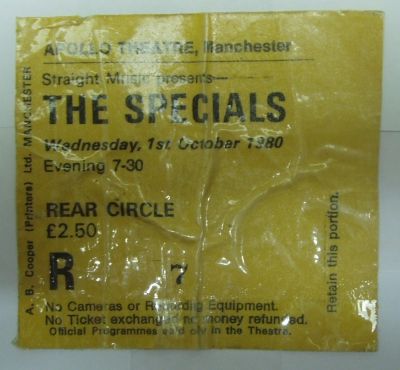 APOLLO THEATRE, Manchester
Straight Music presents—
THE SPECIALS
Wednesday, 1st October 1980
Evening 7-30
REAR CIRCLE
£2.50
R 7
No Cameras or Recording Equipment.
No Ticket exchanged no money refunded.
Official Programmes sold only in the Theatre.
A. B. Cooper (Printers) Ltd. MANCHESTER
Retain this portion.